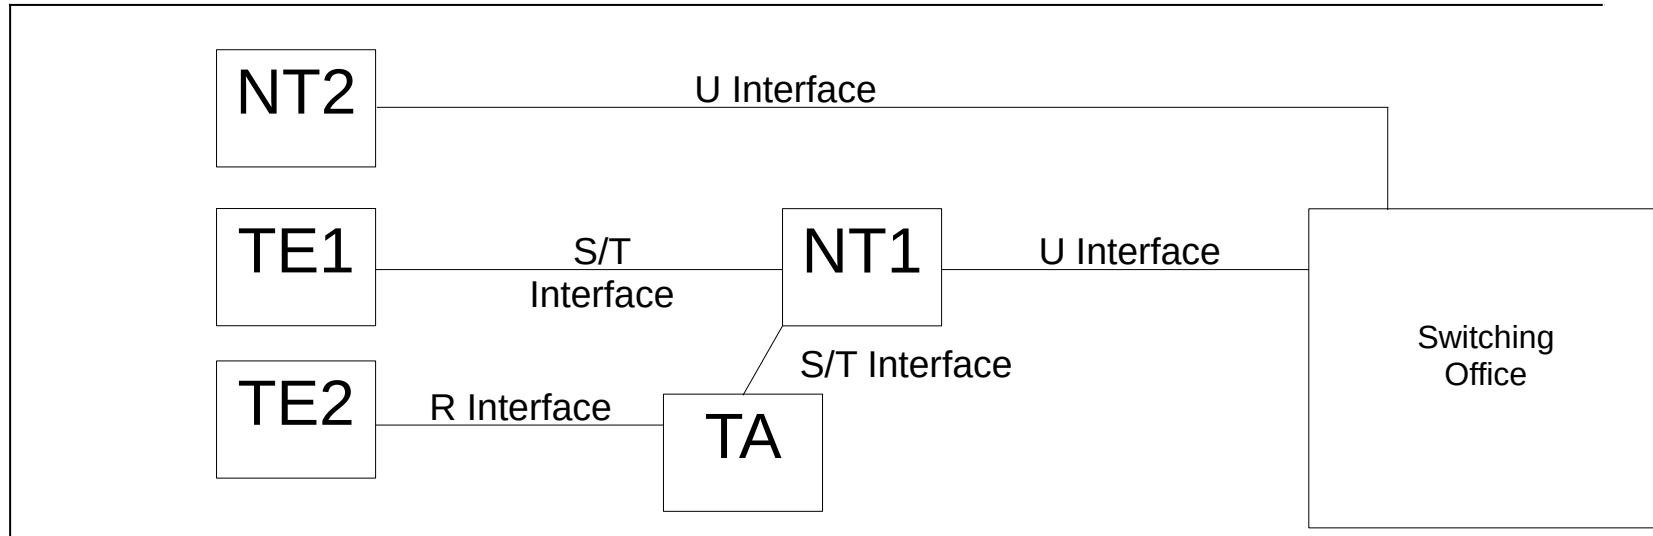 NT2
U Interface
TE1
S/T
Interface
NT1
U Interface
Switching
Office
S/T Interface
TE2
R Interface
TA